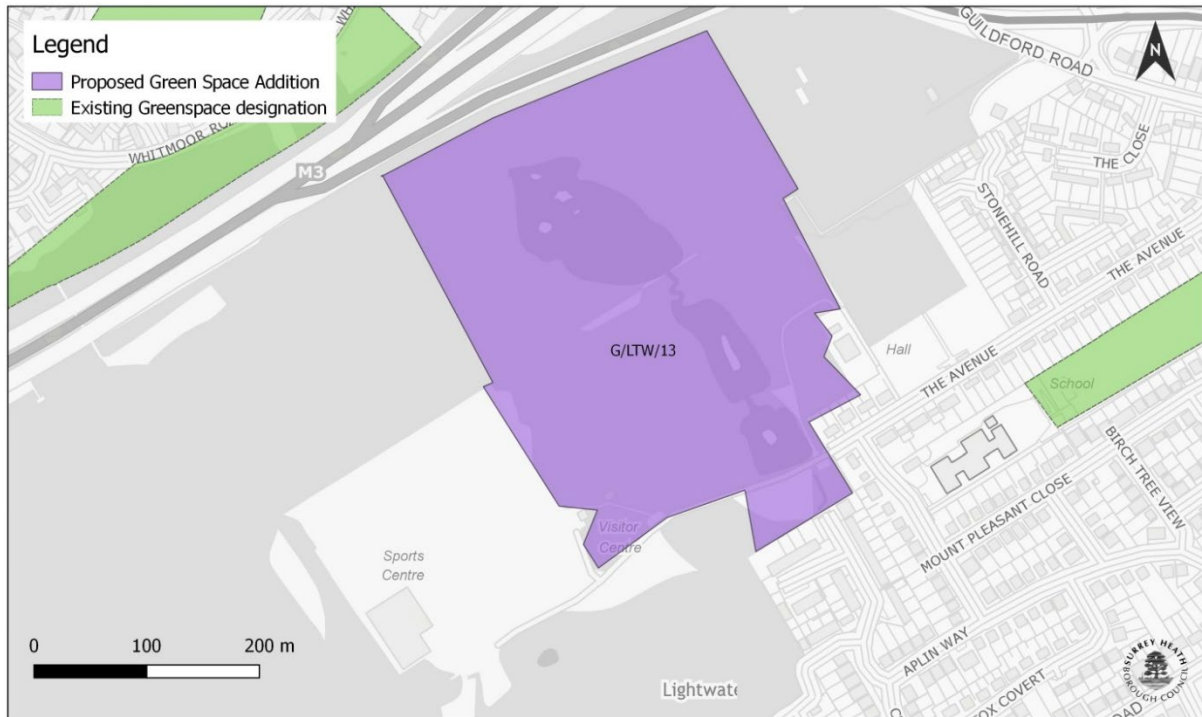 Legend
Proposed Green Space Addition
Existing Greenspace designation
GUILDFORD ROAD
N
WHITMOOR ROAD
M3
THE CLOSE
STONEHILL ROAD
THE AVENUE
G/LTW/13
Hall
THE AVENUE
School
BIRCH TREE VIEW
MOUNT PLEASANT CLOSE
Visitor
Centre
Sports
Centre
0 100 200 m
APLIN WAY
SURREY HEATH
BOROUGH COUNCIL
Lightwate
OX COVERT